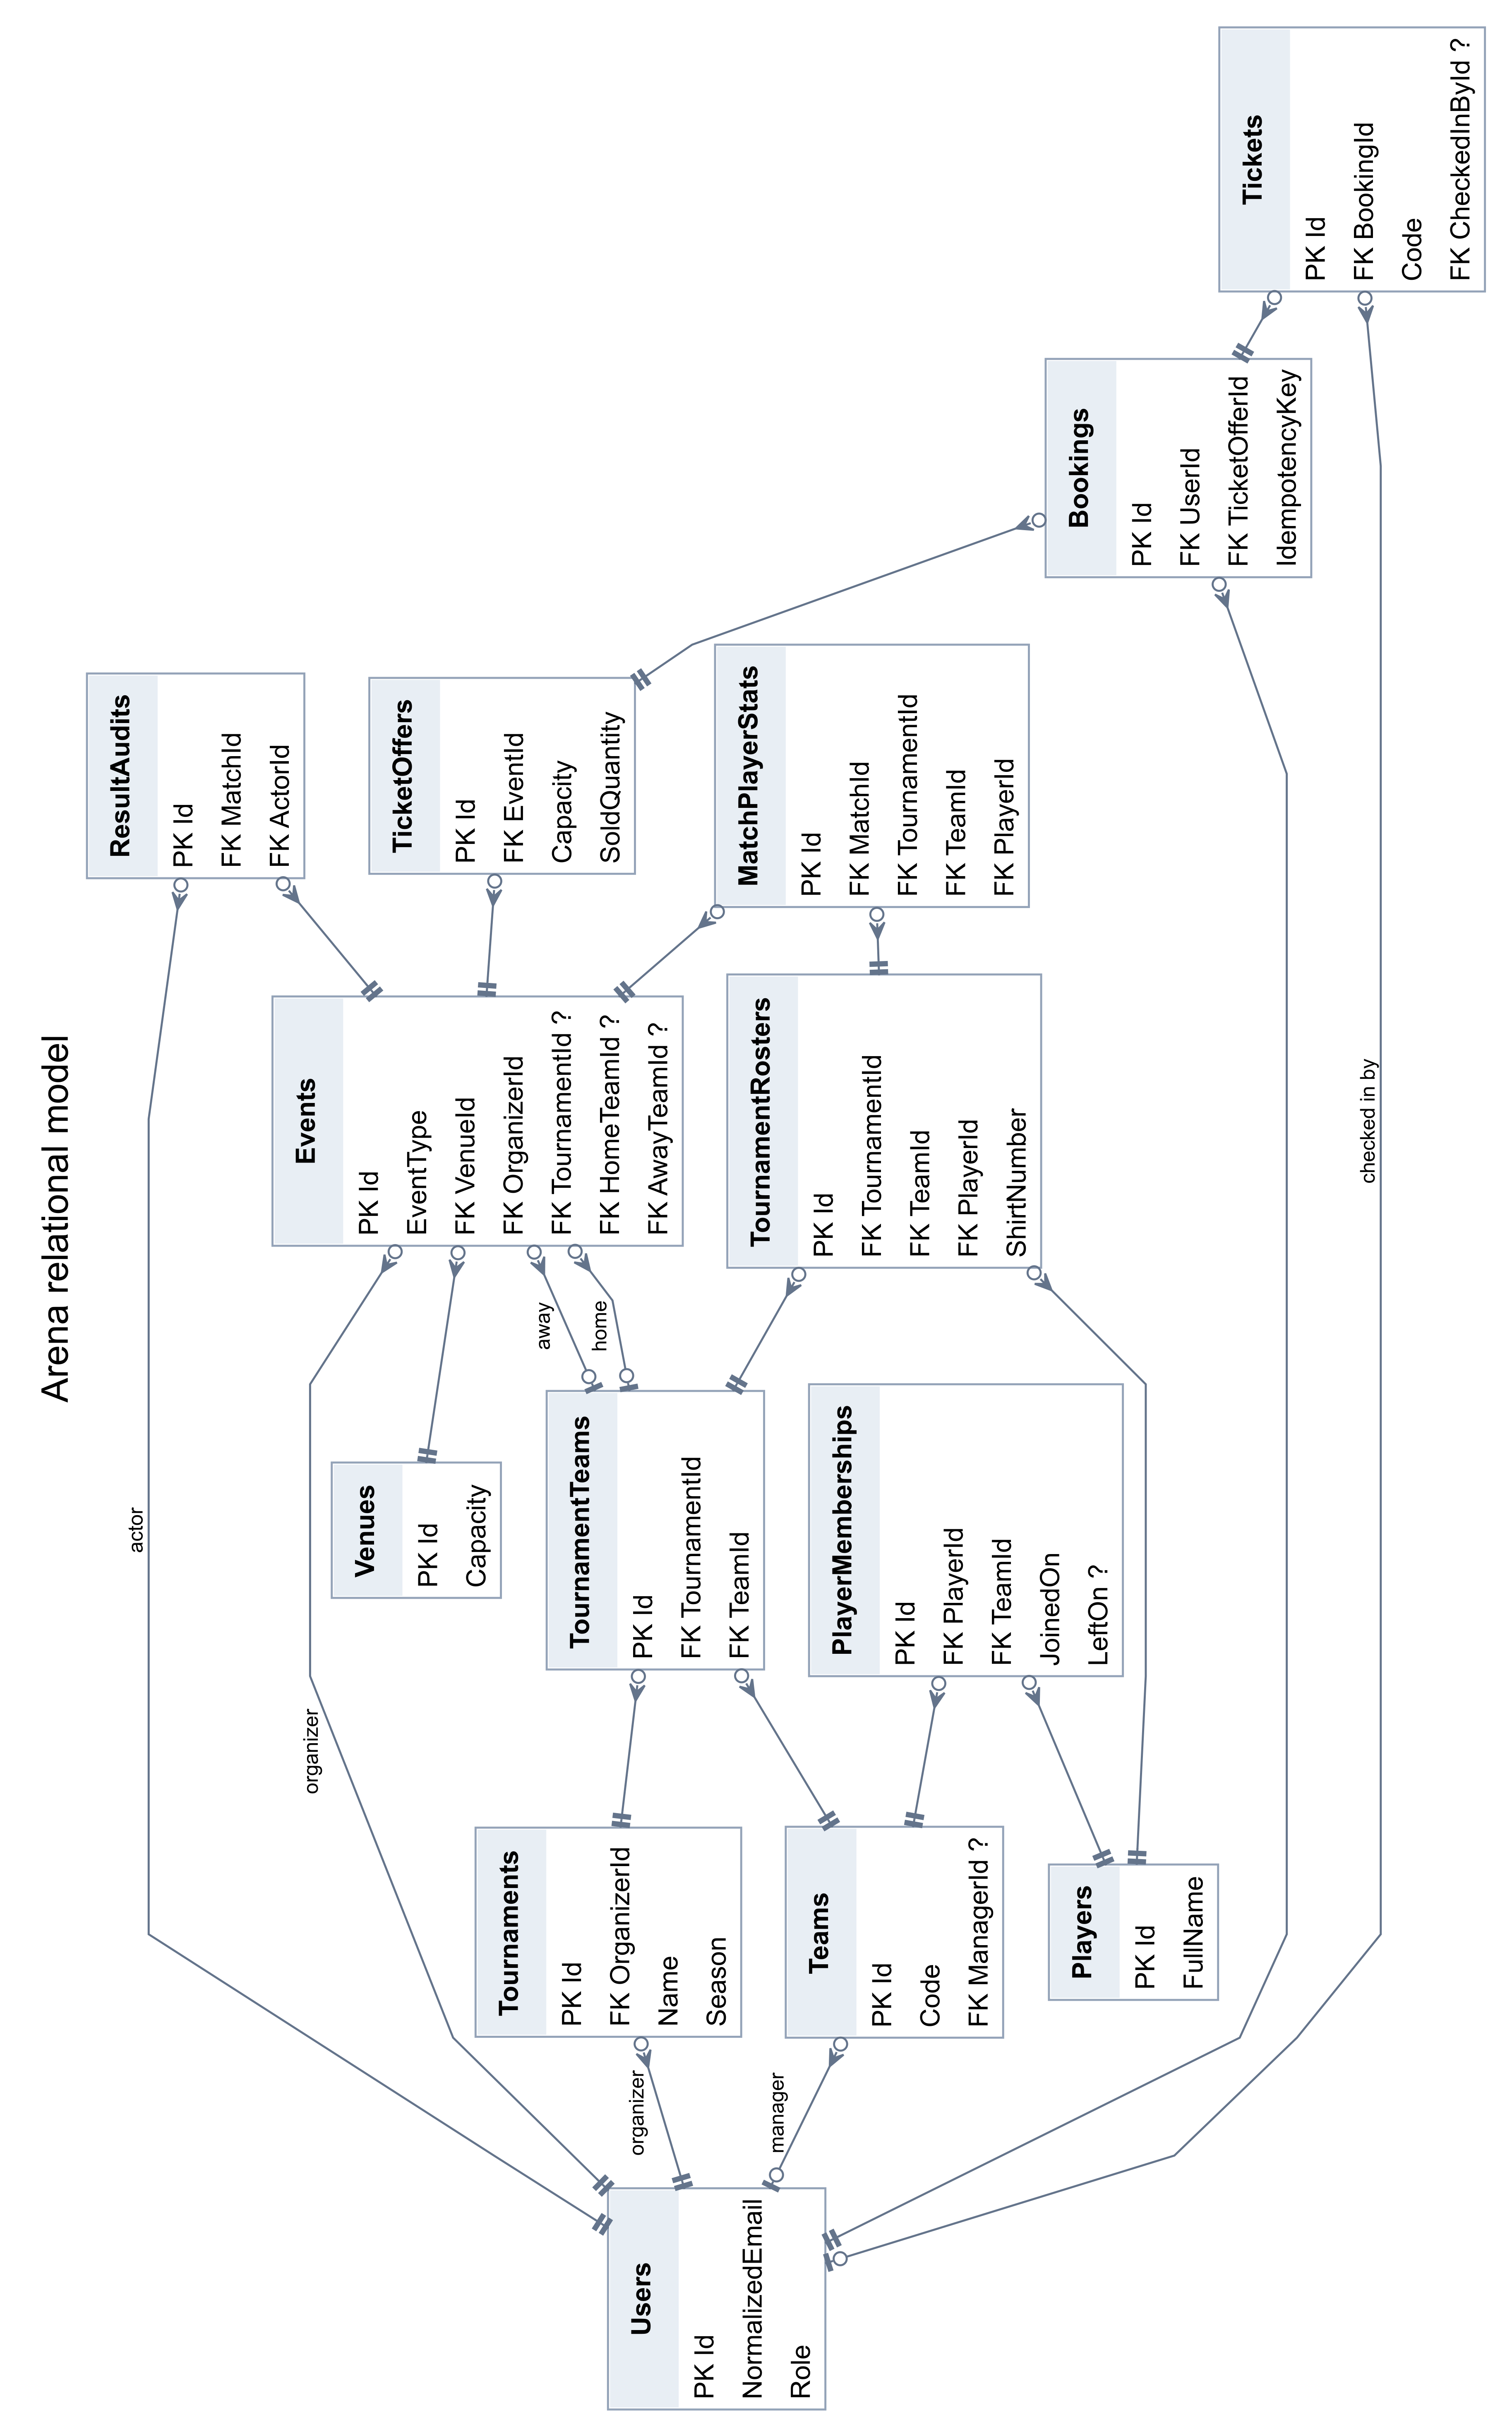 Arena relational model
Users
PK Id
NormalizedEmail
Role
Tournaments
PK Id
FK OrganizerId
Name
Season
Teams
PK Id
Code
FK ManagerId ?
Players
PK Id
FullName
Venues
PK Id
Capacity
TournamentTeams
PK Id
FK TournamentId
FK TeamId
PlayerMemberships
PK Id
FK PlayerId
FK TeamId
JoinedOn
LeftOn ?
Events
PK Id
EventType
FK VenueId
FK OrganizerId
FK TournamentId ?
FK HomeTeamId ?
FK AwayTeamId ?
TournamentRosters
PK Id
FK TournamentId
FK TeamId
FK PlayerId
ShirtNumber
ResultAudits
PK Id
FK MatchId
FK ActorId
TicketOffers
PK Id
FK EventId
Capacity
SoldQuantity
MatchPlayerStats
PK Id
FK MatchId
FK TournamentId
FK TeamId
FK PlayerId
Bookings
PK Id
FK UserId
FK TicketOfferId
IdempotencyKey
Tickets
PK Id
FK BookingId
Code
FK CheckedInById ?
actor
organizer
organizer
manager
away
home
checked in by